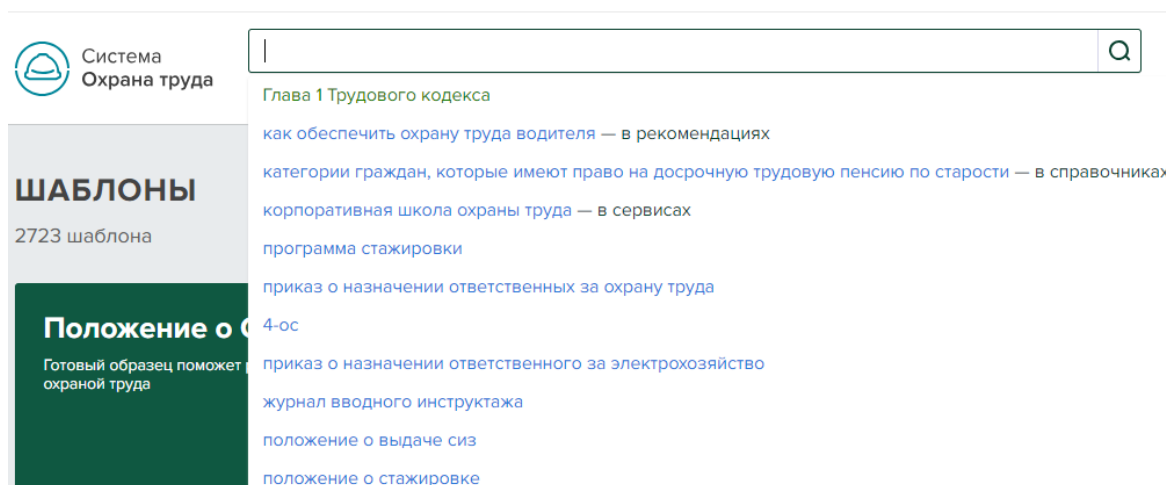 Система
Охрана труда
Глава 1 Трудового кодекса
как обеспечить охрану труда водителя — в рекомендациях
категории граждан, которые имеют право на досрочную трудовую пенсию по старости — в справочниках
корпоративная школа охраны труда — в сервисах
программа стажировки
приказ о назначении ответственных за охрану труда
4-ос
приказ о назначении ответственного за электрохозяйство
журнал вводного инструктажа
положение о выдаче сиз
положение о стажировке
ШАБЛОНЫ
2723 шаблона
Положение о
Готовый образец поможет
охраной труда